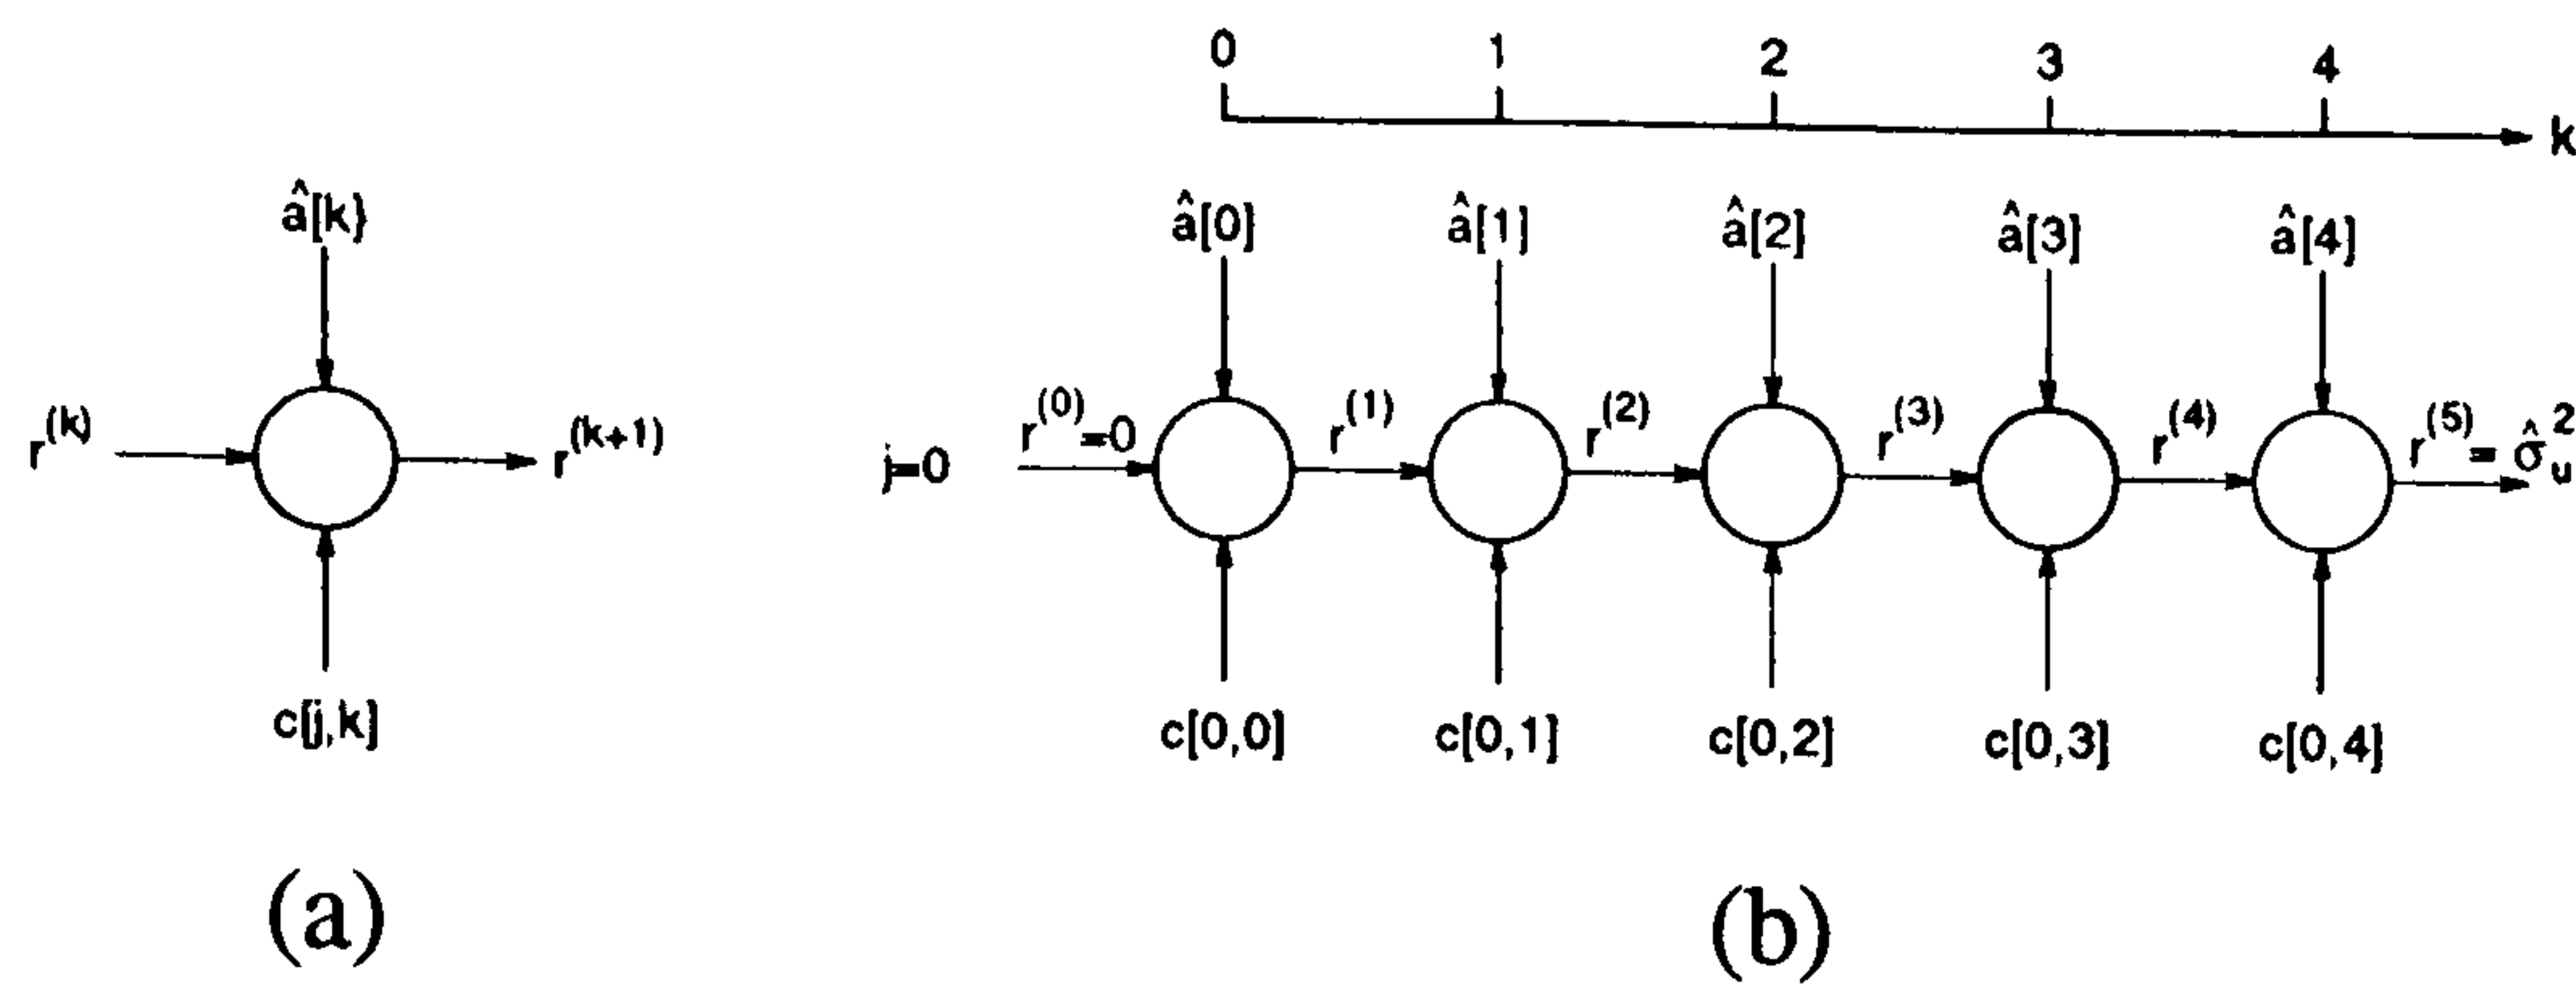 0 1 2 3 4
k
â[k} â[0] â[1] â[2] â[3] â[4]
r^(k) r^(k+1) j=0 r^(0)=0 r^(1) r^(2) r^(3) r^(4) r^(5)=σ̂_u^2
c[j,k] c[0,0] c[0,1] c[0,2] c[0,3] c[0,4]
(a) (b)